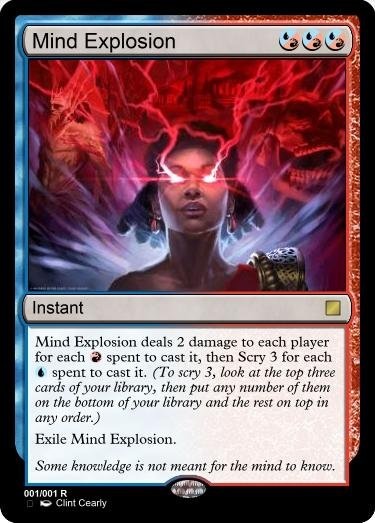 Mind Explosion
Instant
Mind Explosion deals 2 damage to each player
for each spent to cast it, then Scry 3 for each
spent to cast it. (To scry 3, look at the top three
cards of your library, then put any number of them
on the bottom of your library and the rest on top in
any order.)
Exile Mind Explosion.
Some knowledge is not meant for the mind to know.
001/001 R
Clint Cearly